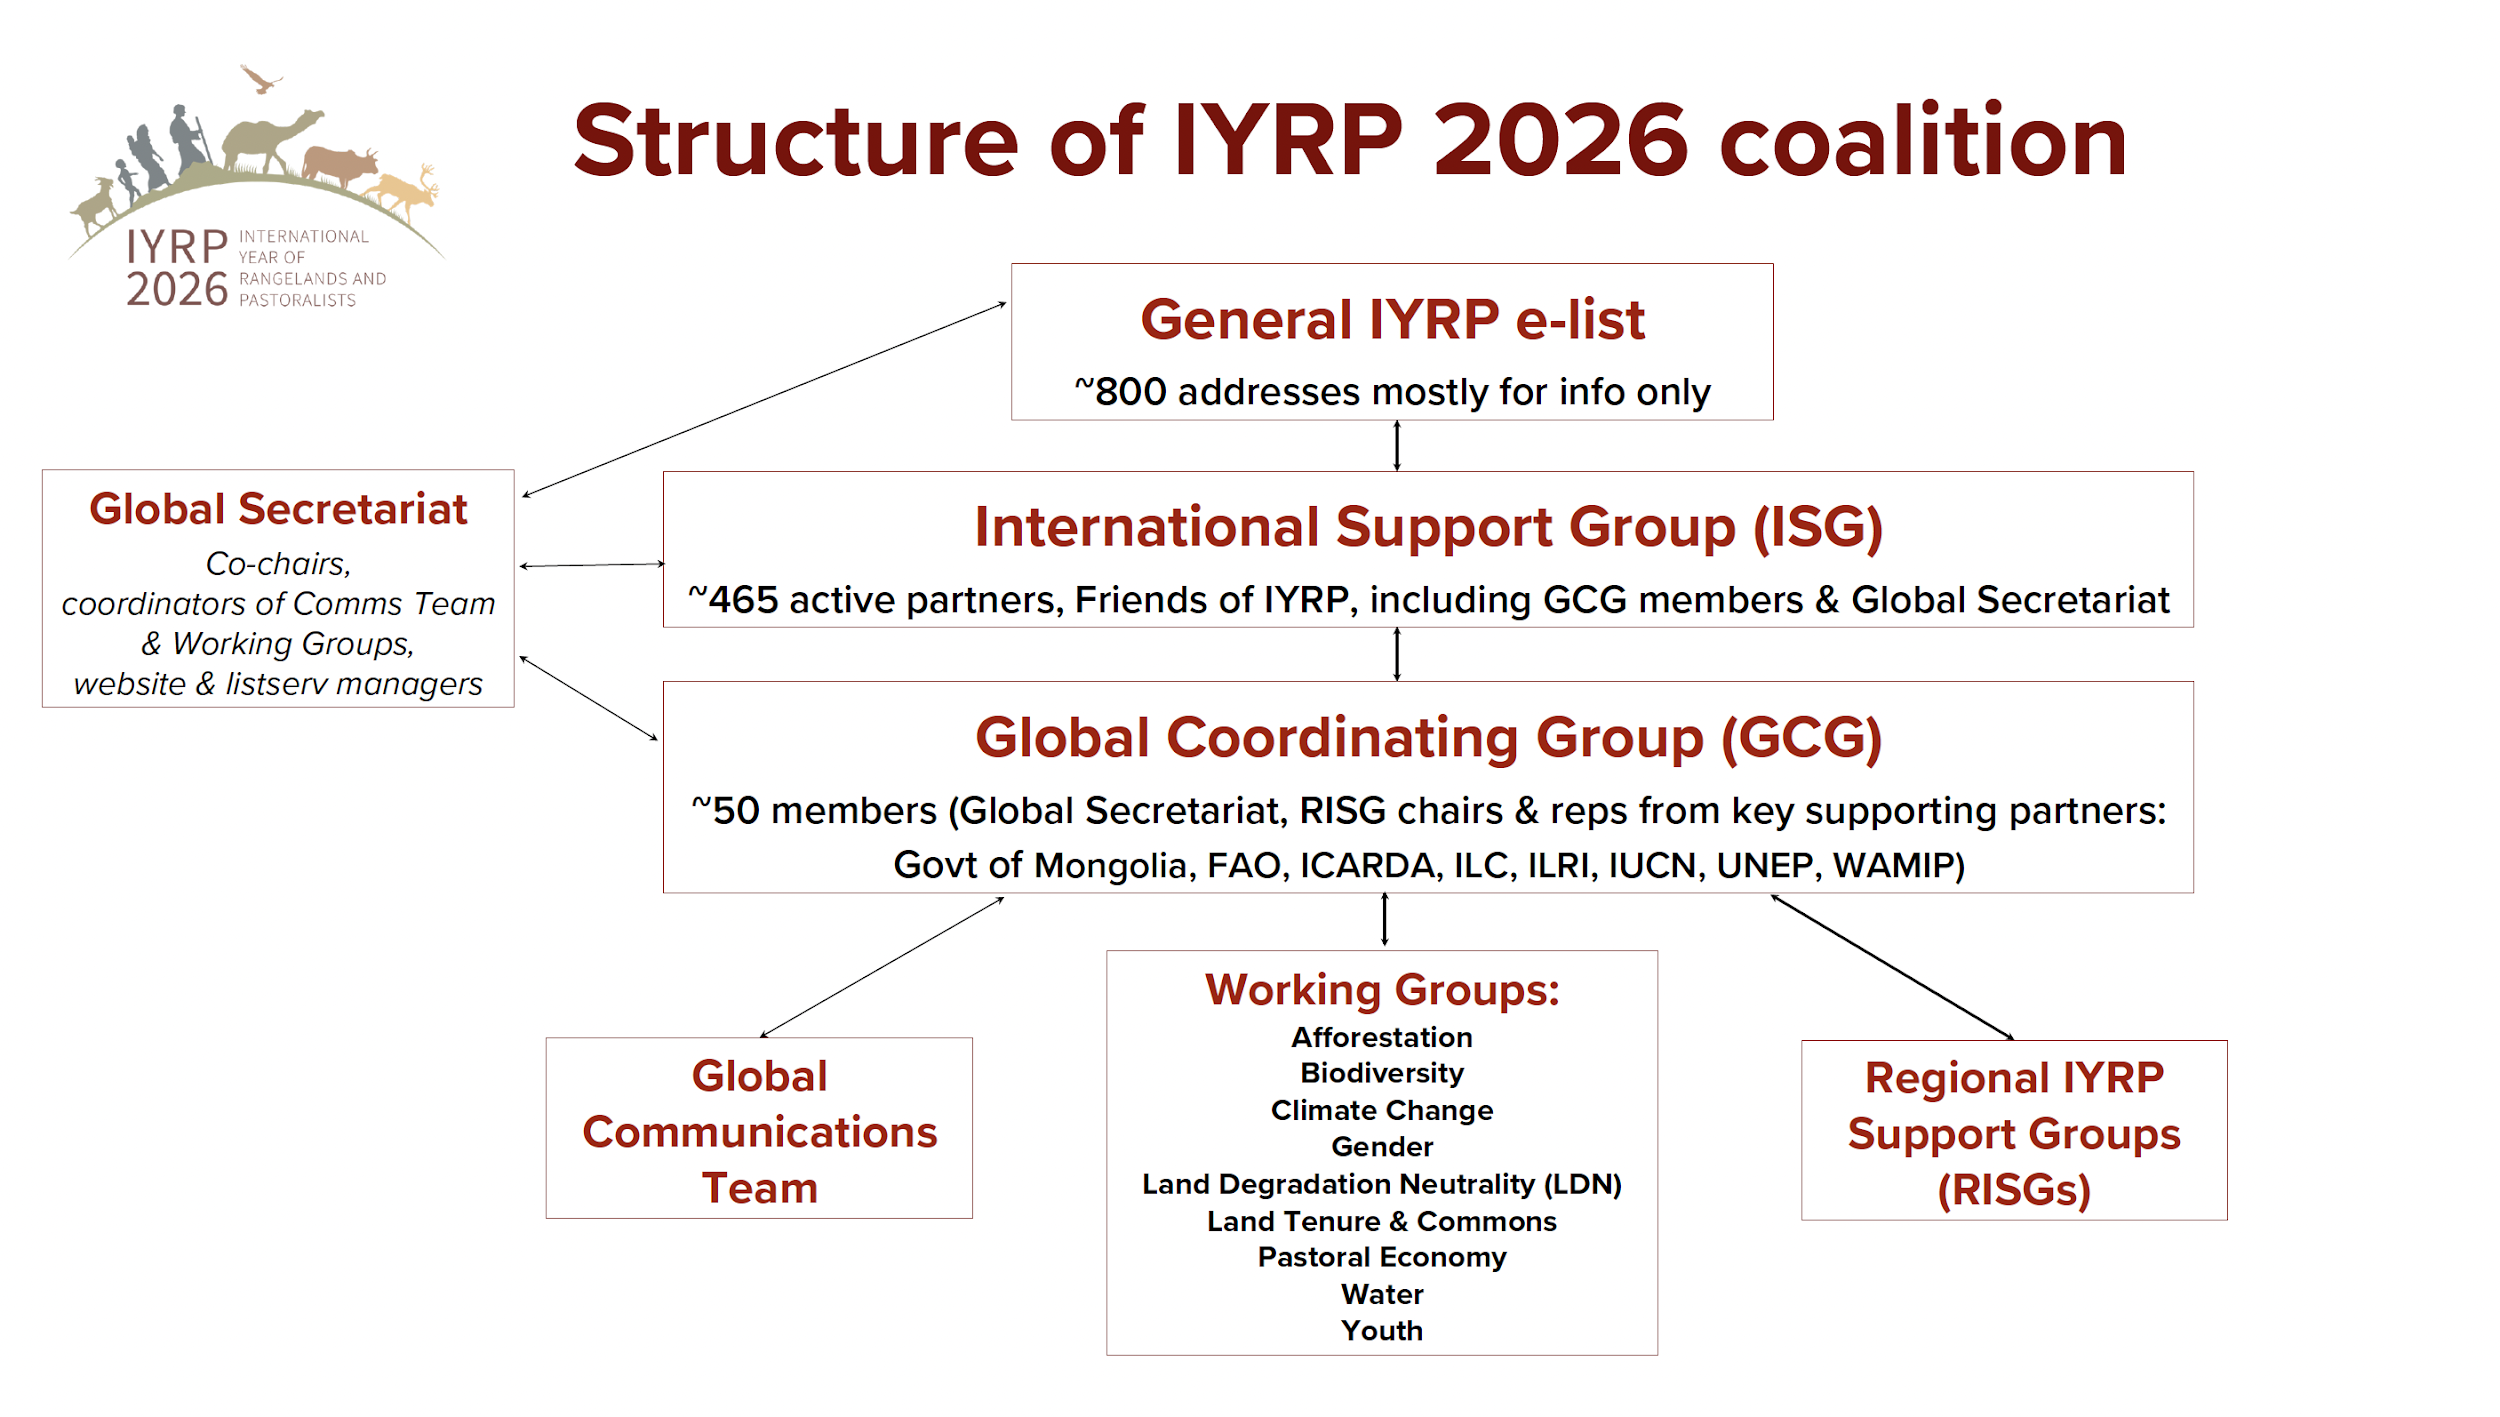 Structure of IYRP 2026 coalition
IYRP
2026
INTERNATIONAL
YEAR OF
RANGELANDS AND
PASTORALISTS
General IYRP e-list
~800 addresses mostly for info only
Global Secretariat
Co-chairs,
coordinators of Comms Team
& Working Groups,
website & listserv managers
International Support Group (ISG)
~465 active partners, Friends of IYRP, including GCG members & Global Secretariat
Global Coordinating Group (GCG)
~50 members (Global Secretariat, RISG chairs & reps from key supporting partners:
Govt of Mongolia, FAO, ICARDA, ILC, ILRI, IUCN, UNEP, WAMIP)
Global
Communications
Team
Working Groups:
Afforestation
Biodiversity
Climate Change
Gender
Land Degradation Neutrality (LDN)
Land Tenure & Commons
Pastoral Economy
Water
Youth
Regional IYRP
Support Groups
(RISGs)